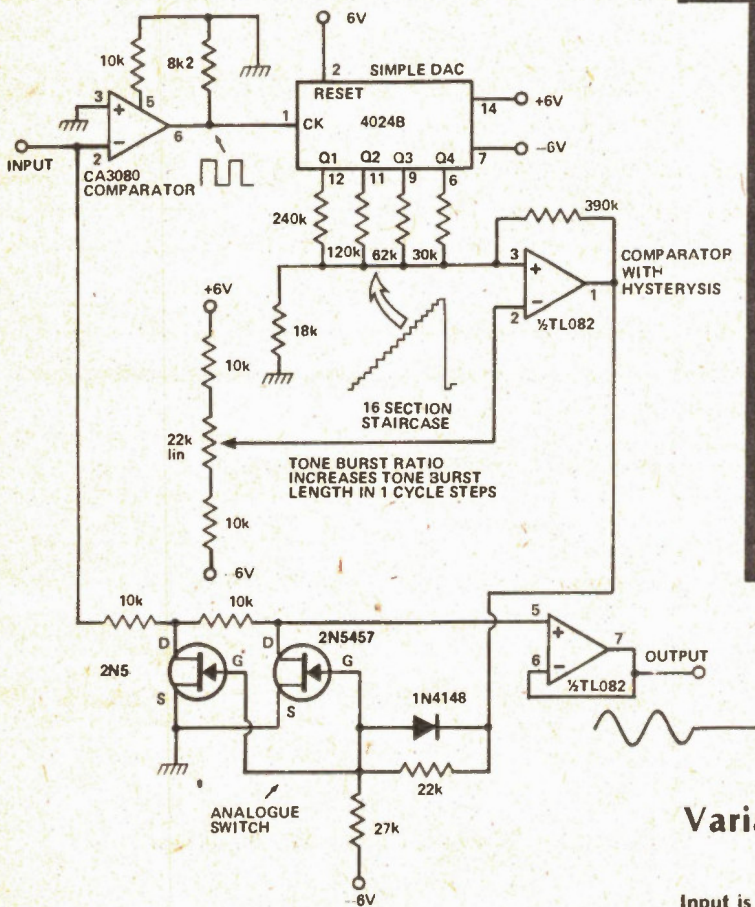 6V
10k
8k2
2
SIMPLE DAC
RESET
3
+
5
6
1
CK
4024B
14
+6V
7
–6V
INPUT
2
–
CA3080
COMPARATOR
Q1
Q2
Q3
Q4
12
11
9
6
240k
120k
62k
30k
390k
3
+
COMPARATOR
WITH
HYSTERYSIS
1
–
2
½TL082
+6V
18k
10k
16 SECTION
STAIRCASE
22k
lin
TONE BURST RATIO
INCREASES TONE BURST
LENGTH IN 1 CYCLE STEPS
10k
–6V
10k
10k
5
+
D
D
2N5457
7
2N5
G
G
6
–
OUTPUT
S
S
1N4148
½TL082
22k
ANALOGUE
SWITCH
27k
–6V
Vari
Input is